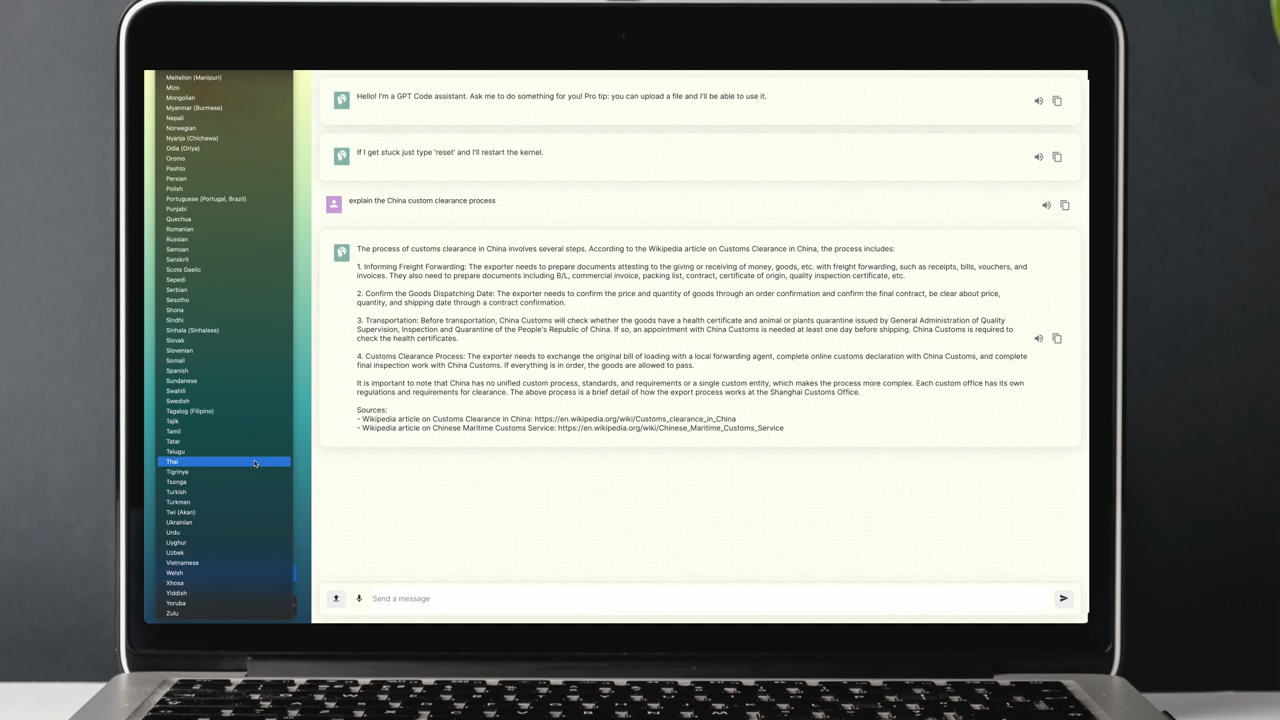 Meiteilon (Manipuri)
Mizo
Mongolian
Myanmar (Burmese)
Nepali
Norwegian
Nyanja (Chichewa)
Odia (Oriya)
Oromo
Pashto
Persian
Polish
Portuguese (Portugal, Brazil)
Punjabi
Quechua
Romanian
Russian
Samoan
Sanskrit
Scots Gaelic
Sepedi
Serbian
Sesotho
Shona
Sindhi
Sinhala (Sinhalese)
Slovak
Slovenian
Somali
Spanish
Sundanese
Swahili
Swedish
Tagalog (Filipino)
Tajik
Tamil
Tatar
Telugu
Thai
Tigrinya
Tsonga
Turkish
Turkmen
Twi (Akan)
Ukrainian
Urdu
Uyghur
Uzbek
Vietnamese
Welsh
Xhosa
Yiddish
Yoruba
Zulu
Hello! I'm a GPT Code assistant. Ask me to do something for you! Pro tip: you can upload a file and I'll be able to use it.
If I get stuck just type 'reset' and I'll restart the kernel.
explain the China custom clearance process
The process of customs clearance in China involves several steps. According to the Wikipedia article on Customs Clearance in China, the process includes:
1. Informing Freight Forwarding: The exporter needs to prepare documents attesting to the giving or receiving of money, goods, etc. with freight forwarding, such as receipts, bills, vouchers, and
invoices. They also need to prepare documents including B/L, commercial invoice, packing list, contract, certificate of origin, quality inspection certificate, etc.
2. Confirm the Goods Dispatching Date: The exporter needs to confirm the price and quantity of goods through an order confirmation and confirm the final contract, be clear about price,
quantity, and shipping date through a contract confirmation.
3. Transportation: Before transportation, China Customs will check whether the goods have a health certificate and animal or plants quarantine issued by General Administration of Quality
Supervision, Inspection and Quarantine of the People's Republic of China. If so, an appointment with China Customs is needed at least one day before shipping. China Customs is required to
check the health certificates.
4. Customs Clearance Process: The exporter needs to exchange the original bill of loading with a local forwarding agent, complete online customs declaration with China Customs, and complete
final inspection work with China Customs. If everything is in order, the goods are allowed to pass.
It is important to note that China has no unified custom process, standards, and requirements or a single custom entity, which makes the process more complex. Each custom office has its own
regulations and requirements for clearance. The above process is a brief detail of how the export process works at the Shanghai Customs Office.
Sources:
- Wikipedia article on Customs Clearance in China: https://en.wikipedia.org/wiki/Customs_clearance_in_China
- Wikipedia article on Chinese Maritime Customs Service: https://en.wikipedia.org/wiki/Chinese_Maritime_Customs_Service
Send a message